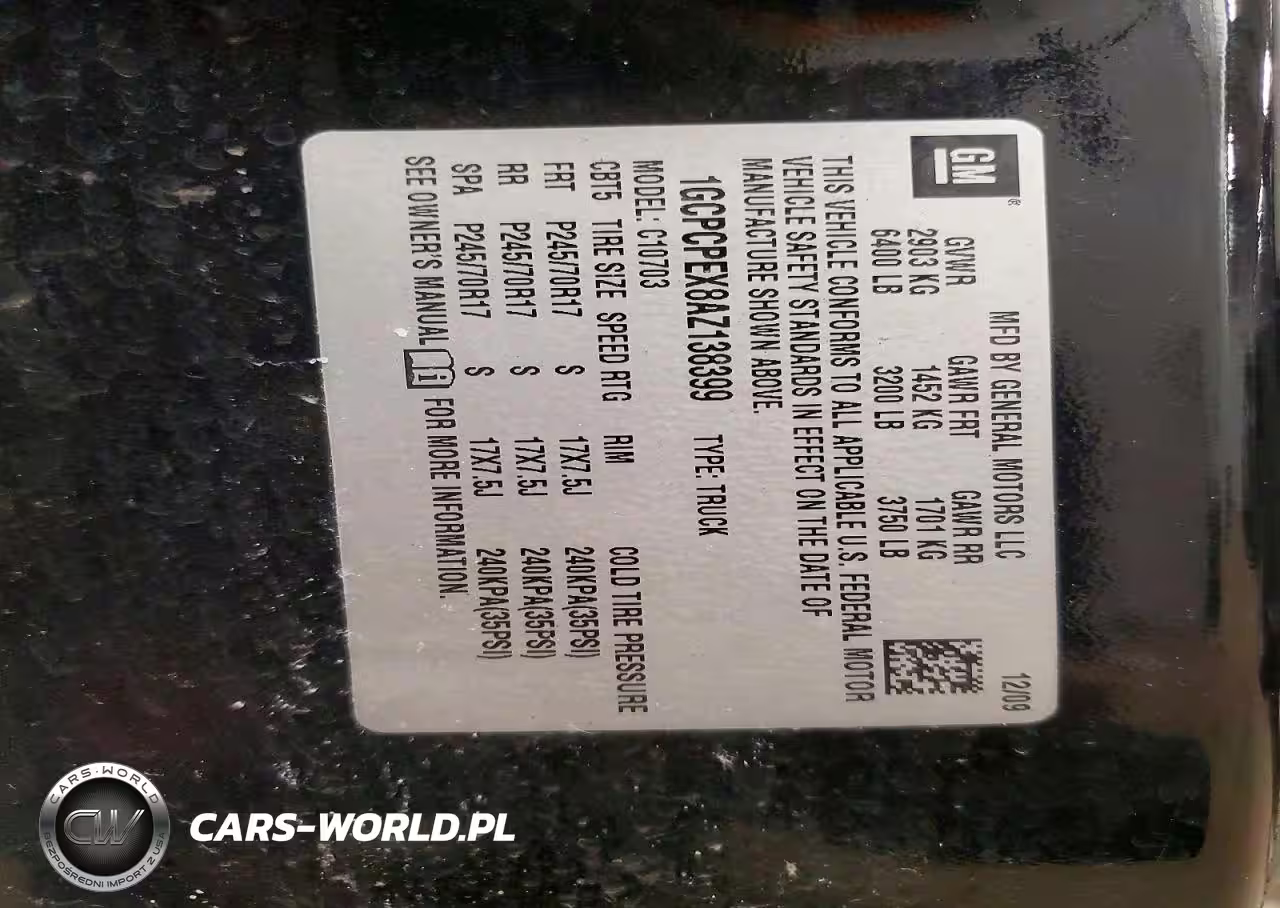 GM ®
MFD BY GENERAL MOTORS LLC 12/09
GVWR GAWR FRT GAWR RR
2903 KG 1452 KG 1701 KG
6400 LB 3200 LB 3750 LB
THIS VEHICLE CONFORMS TO ALL APPLICABLE U.S. FEDERAL MOTOR
VEHICLE SAFETY STANDARDS IN EFFECT ON THE DATE OF
MANUFACTURE SHOWN ABOVE.
1GCPCPEX8AZ138399 TYPE: TRUCK
MODEL: C10703
CBT5 TIRE SIZE SPEED RTG RIM COLD TIRE PRESSURE
FRT P245/70R17 S 17X7.5J 240KPA(35PSI)
RR P245/70R17 S 17X7.5J 240KPA(35PSI)
SPA P245/70R17 S 17X7.5J 240KPA(35PSI)
SEE OWNER'S MANUAL FOR MORE INFORMATION.
CARS-WORLD
CW
BEZPOŚREDNI IMPORT Z USA
CARS-WORLD.PL